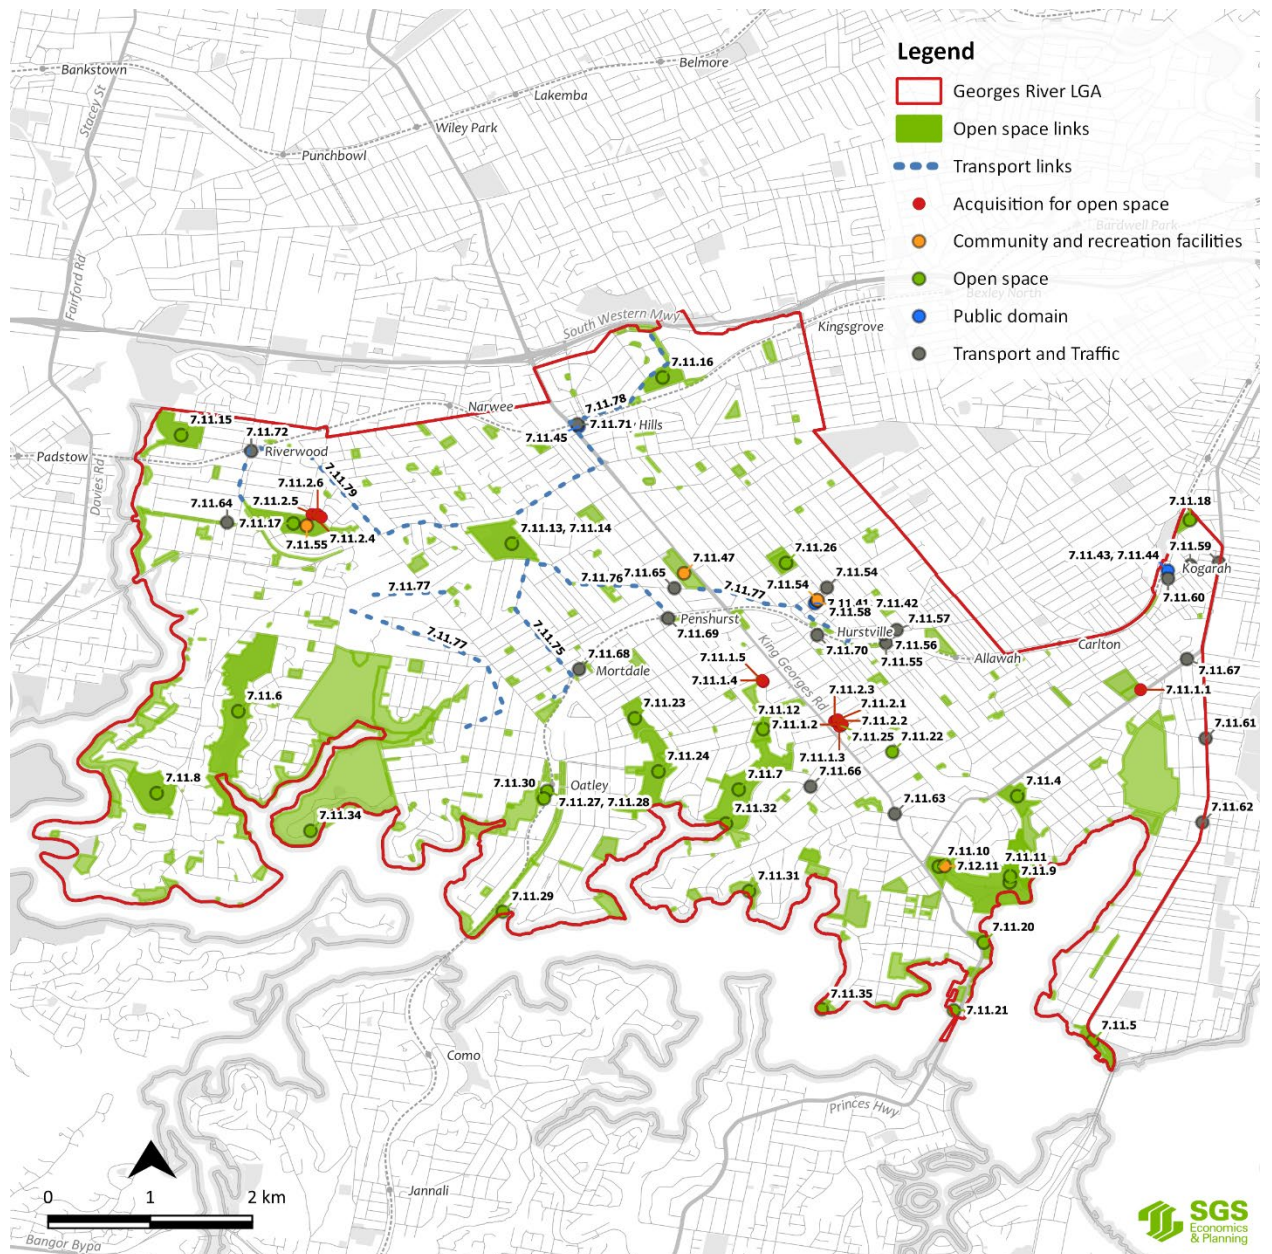 Legend
Georges River LGA
Open space links
Transport links
Acquisition for open space
Community and recreation facilities
Open space
Public domain
Transport and Traffic
Bardwell Park
Bexley North
Belmore
Bankstown
Lakemba
Stacey St
Wiley Park
Punchbowl
Fairford Rd
South Western Mwy
Kingsgrove
7.11.16
Narwee
7.11.78
7.11.15
7.11.72
7.11.45
7.11.71
Hills
Padstow
Riverwood
Davies Rd
7.11.79
7.11.2.6
7.11.2.5
7.11.64
7.11.17
7.11.2.4
7.11.55
7.11.13, 7.11.14
7.11.18
7.11.47
7.11.26
7.11.43, 7.11.44
7.11.59
Kogarah
7.11.60
7.11.77
7.11.76
7.11.65
7.11.77
7.11.54
7.11.54
7.11.41, 7.11.42
7.11.58
7.11.57
Penshurst
7.11.69
Hurstville
7.11.56
7.11.70
7.11.55
Allawah
Carlton
7.11.77
7.11.75
7.11.68
Mortdale
King Georges Rd
7.11.67
7.11.1.5
7.11.1.4
7.11.1.1
7.11.6
7.11.23
7.11.12
7.11.2.3
7.11.2.1
7.11.1.2
7.11.2.2
7.11.25
7.11.22
7.11.61
7.11.24
7.11.1.3
7.11.8
7.11.30
Oatley
7.11.7
7.11.66
7.11.4
7.11.27, 7.11.28
7.11.32
7.11.63
7.11.62
7.11.34
7.11.10
7.12.11
7.11.11
7.11.9
7.11.31
7.11.29
7.11.20
7.11.35
7.11.21
7.11.5
Como
Princes Hwy
Jannali
0 1 2 km
Bangor Bypa
SGS
Economics
& Planning